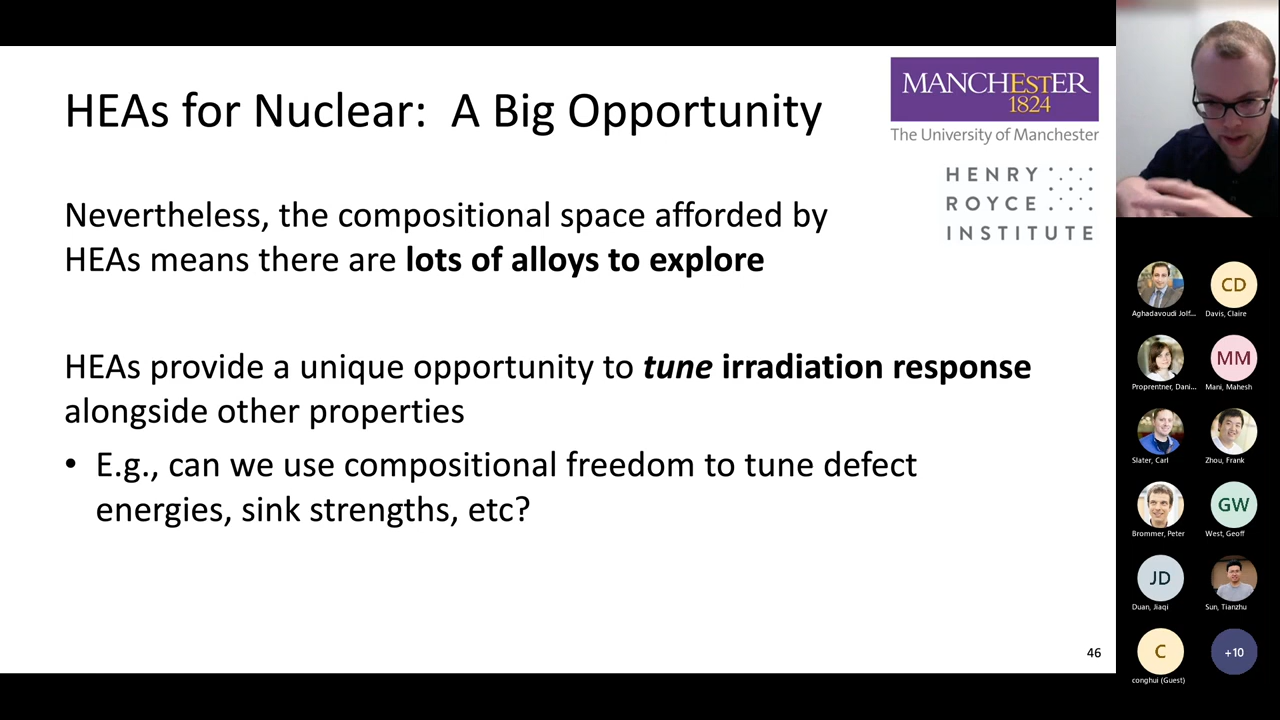 HEAs for Nuclear: A Big Opportunity
MANCHESTER
1824
The University of Manchester
HENRY
ROYCE
INSTITUTE
Nevertheless, the compositional space afforded by
HEAs means there are lots of alloys to explore
HEAs provide a unique opportunity to tune irradiation response
alongside other properties
• E.g., can we use compositional freedom to tune defect
energies, sink strengths, etc?
46
CD
Aghadavoudi Jolf... Davis, Claire
MM
Proprentner, Dani... Mani, Mahesh
Slater, Carl Zhou, Frank
GW
Brommer, Peter West, Geoff
JD
Duan, Jiaqi Sun, Tianzhu
C +10
conghui (Guest)